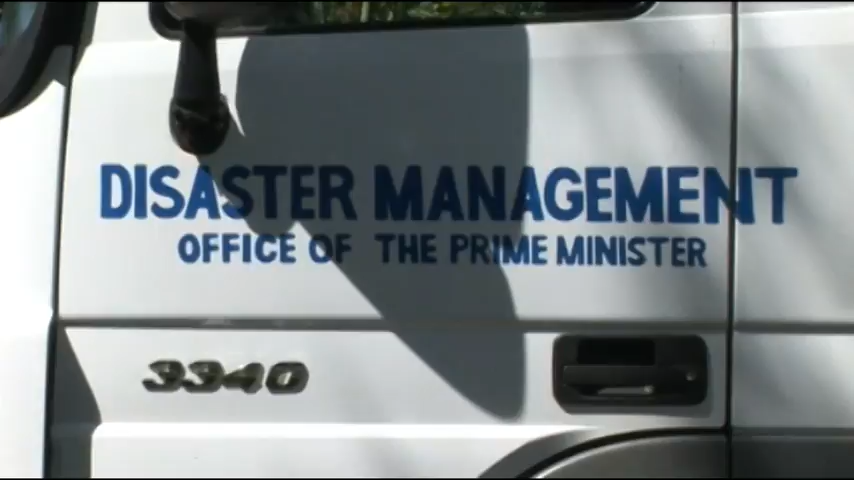 DISASTER MANAGEMENT
OFFICE OF THE PRIME MINISTER
3340